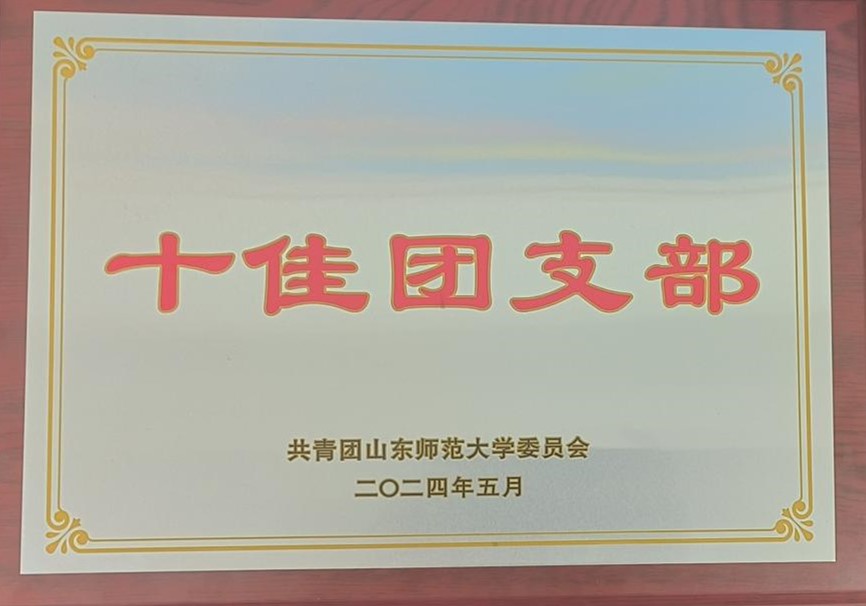 十佳团支部
共青团山东师范大学委员会
二〇二四年五月